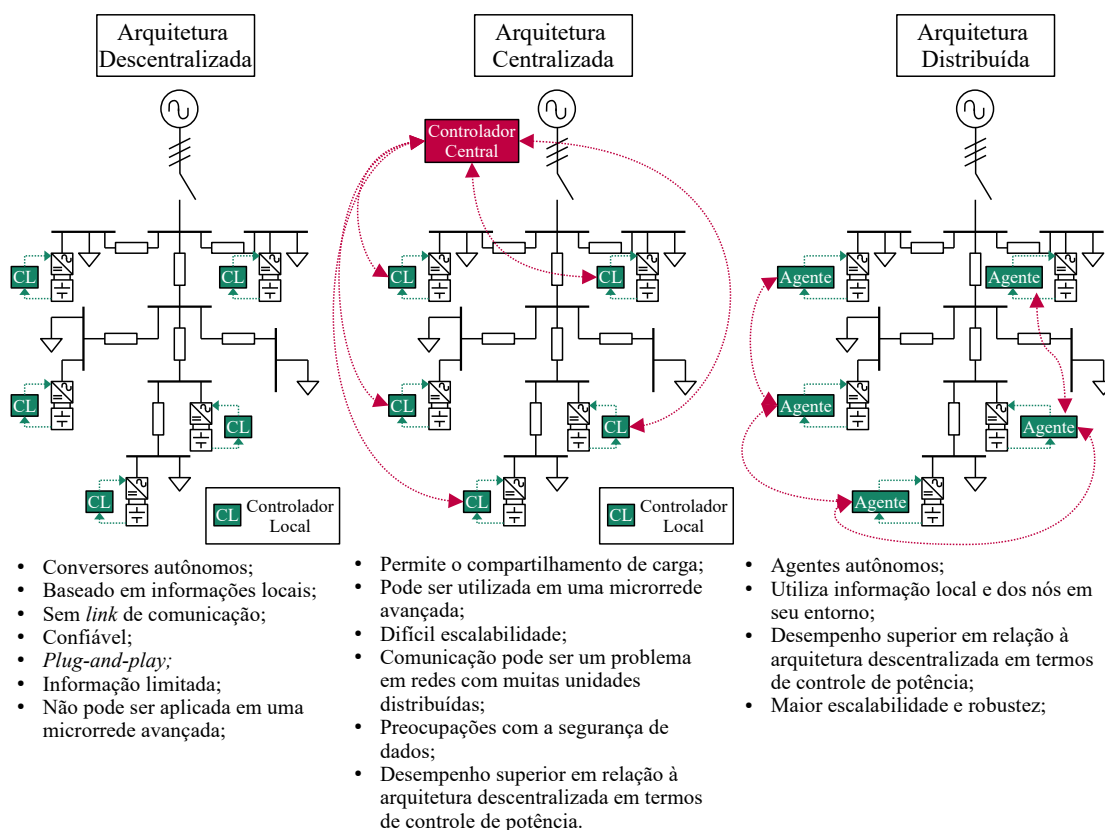 Arquitetura
Descentralizada
CL
CL
CL
CL
CL
CL
Controlador
Local
• Conversores autônomos;
• Baseado em informações locais;
• Sem link de comunicação;
• Confiável;
• Plug-and-play;
• Informação limitada;
• Não pode ser aplicada em uma
microrrede avançada;
Arquitetura
Centralizada
Controlador
Central
CL
CL
CL
CL
CL
CL
Controlador
Local
• Permite o compartilhamento de carga;
• Pode ser utilizada em uma microrrede
avançada;
• Difícil escalabilidade;
• Comunicação pode ser um problema
em redes com muitas unidades
distribuídas;
• Preocupações com a segurança de
dados;
• Desempenho superior em relação à
arquitetura descentralizada em termos
de controle de potência.
Arquitetura
Distribuída
Agente
Agente
Agente
Agente
Agente
• Agentes autônomos;
• Utiliza informação local e dos nós em
seu entorno;
• Desempenho superior em relação à
arquitetura descentralizada em termos
de controle de potência;
• Maior escalabilidade e robustez;